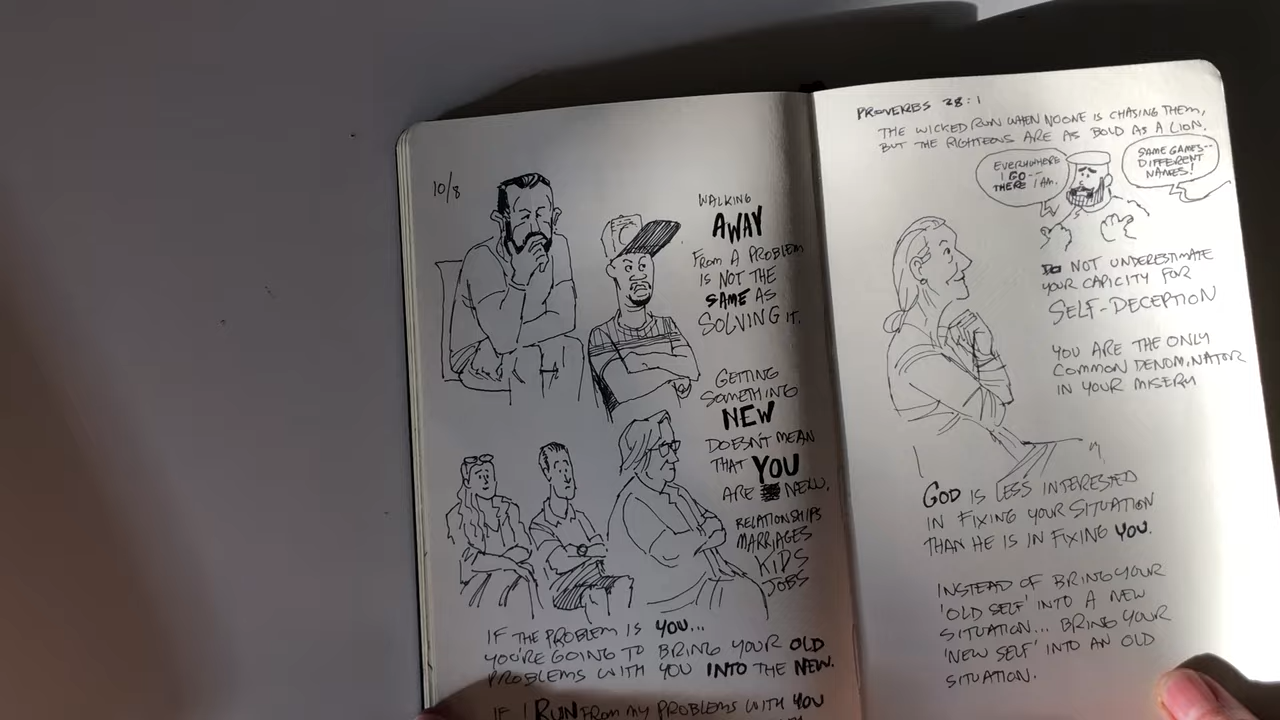 10/8
WALKING
AWAY
FROM A PROBLEM
IS NOT THE
SAME AS
SOLVING IT.
GETTING
SOMETHING
NEW
DOESN'T MEAN
THAT YOU
ARE NEW.
RELATIONSHIPS
MARRIAGES
KIDS
JOBS
IF THE PROBLEM IS YOU...
YOU'RE GOING TO BRING YOUR OLD
PROBLEMS WITH YOU INTO THE NEW.
IF I RUN FROM MY PROBLEMS WITH YOU
PROVERBS 28:1
THE WICKED RUN WHEN NO ONE IS CHASING THEM,
BUT THE RIGHTEOUS ARE AS BOLD AS A LION.
EVERYWHERE
I GO--
THERE I AM.
SAME GAMES--
DIFFERENT
NAMES!
DO NOT UNDERESTIMATE
YOUR CAPICITY FOR
SELF-DECEPTION
YOU ARE THE ONLY
COMMON DENOMINATOR
IN YOUR MISERY
GOD IS LESS INTERESTED
IN FIXING YOUR SITUATION
THAN HE IS IN FIXING YOU.
INSTEAD OF BRING YOUR
'OLD SELF' INTO A NEW
SITUATION... BRING YOUR
'NEW SELF' INTO AN OLD
SITUATION.